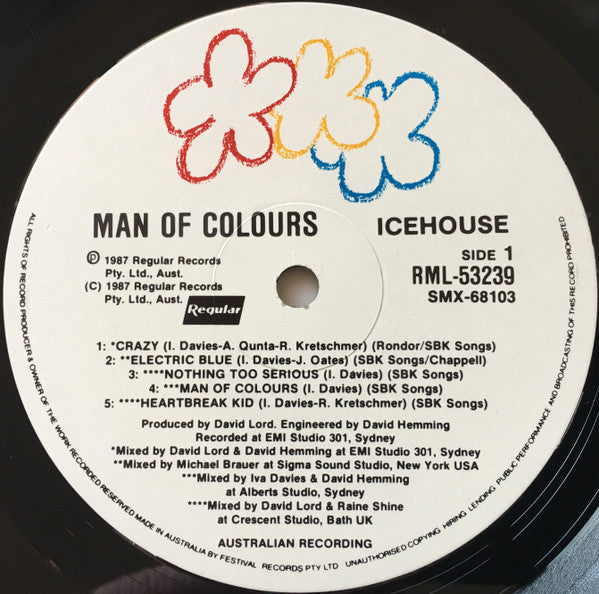 MAN OF COLOURS ICEHOUSE
℗ 1987 Regular Records
Pty. Ltd., Aust.
(C) 1987 Regular Records
Pty. Ltd., Aust.
Regular
SIDE 1
RML-53239
SMX-68103
1: *CRAZY (I. Davies-A. Qunta-R. Kretschmer) (Rondor/SBK Songs)
2: **ELECTRIC BLUE (I. Davies-J. Oates) (SBK Songs/Chappell)
3: ****NOTHING TOO SERIOUS (I. Davies) (SBK Songs)
4: ***MAN OF COLOURS (I. Davies) (SBK Songs)
5: ****HEARTBREAK KID (I. Davies-R. Kretschmer) (SBK Songs)
Produced by David Lord. Engineered by David Hemming
Recorded at EMI Studio 301, Sydney
*Mixed by David Lord & David Hemming at EMI Studio 301, Sydney
**Mixed by Michael Brauer at Sigma Sound Studio, New York USA
***Mixed by Iva Davies & David Hemming
at Alberts Studio, Sydney
****Mixed by David Lord & Raine Shine
at Crescent Studio, Bath UK
AUSTRALIAN RECORDING
ALL RIGHTS OF RECORD PRODUCER & OWNER OF THE WORK RECORDED RESERVED MADE IN AUSTRALIA BY FESTIVAL RECORDS PTY LTD UNAUTHORISED COPYING HIRING LENDING PUBLIC PERFORMANCE AND BROADCASTING OF THIS RECORD PROHIBITED